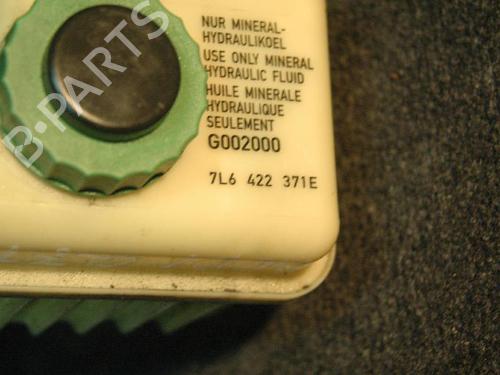 NUR MINERAL-
HYDRAULIKOEL
USE ONLY MINERAL
HYDRAULIC FLUID
HUILE MINERALE
HYDRAULIQUE
SEULEMENT
G002000
7L6 422 371E
B-PARTS